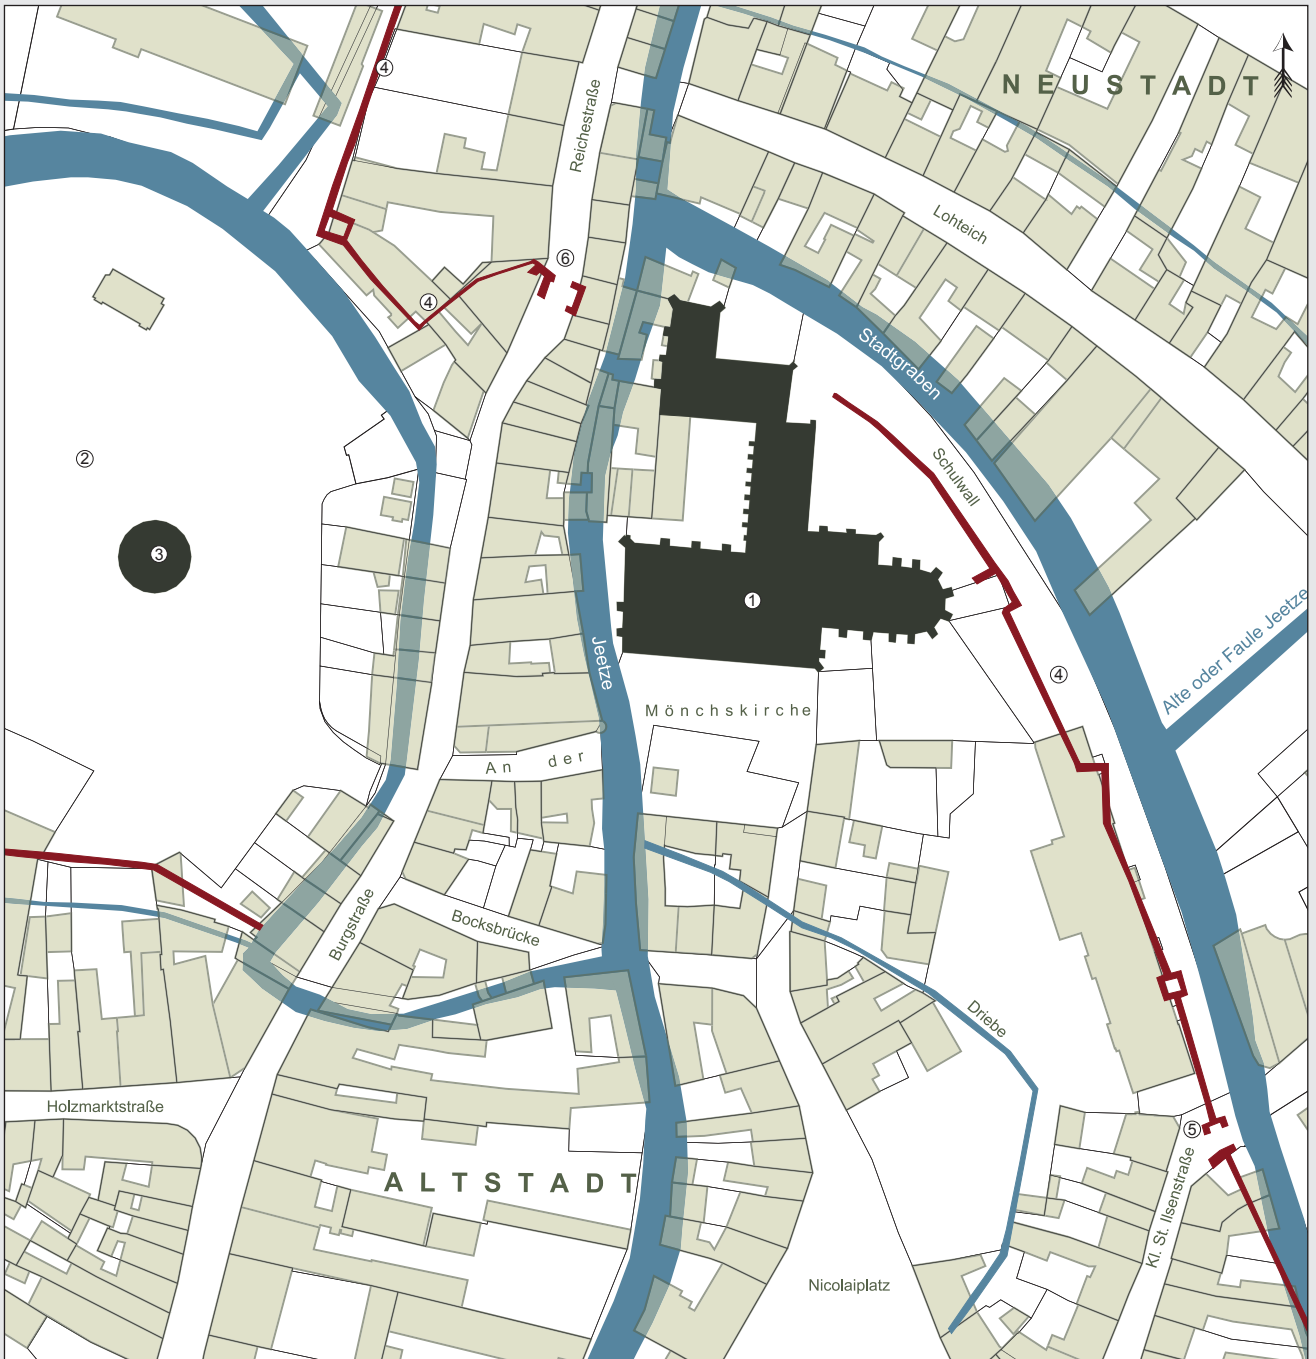 NEUSTADT
④
Reichestraße
Lohteich
⑥
④
Stadtgraben
②
Schulwall
③
①
Alte oder Faule Jeetze
Jeetze
④
Mönchskirche
An der
Burgstraße
Bocksbrücke
Driebe
Holzmarktstraße
⑤
ALTSTADT
Kl. St. Ilsenstraße
Nicolaiplatz